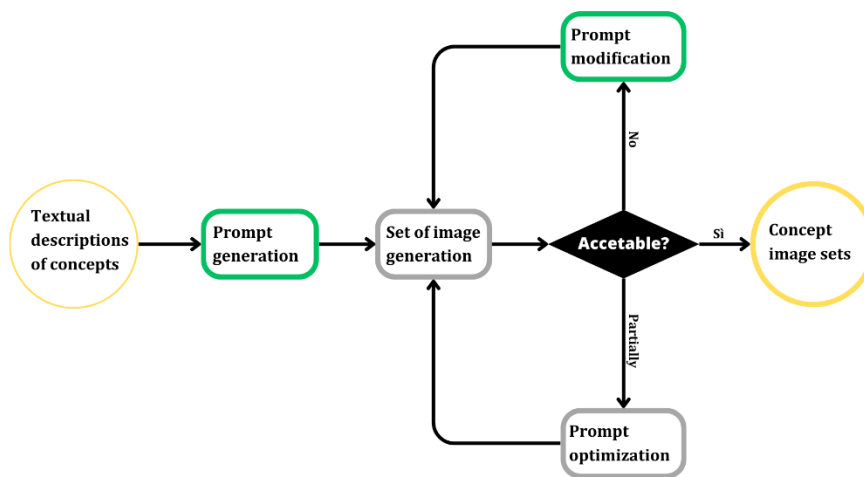 Prompt
modification
No
Textual
descriptions
of concepts
Prompt
generation
Set of image
generation
Accetable?
Sì
Concept
image sets
Partially
Prompt
optimization